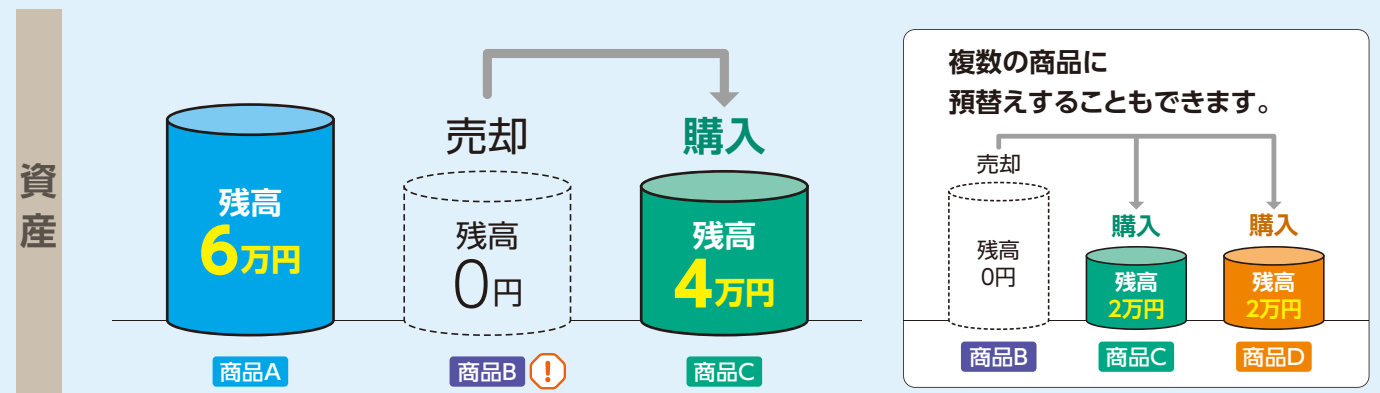 資産
売却
購入
残高
6万円
残高
0円
残高
4万円
商品A
商品B
!
商品C
複数の商品に
預替えすることもできます。
売却
購入
購入
残高
0円
残高
2万円
残高
2万円
商品B
商品C
商品D